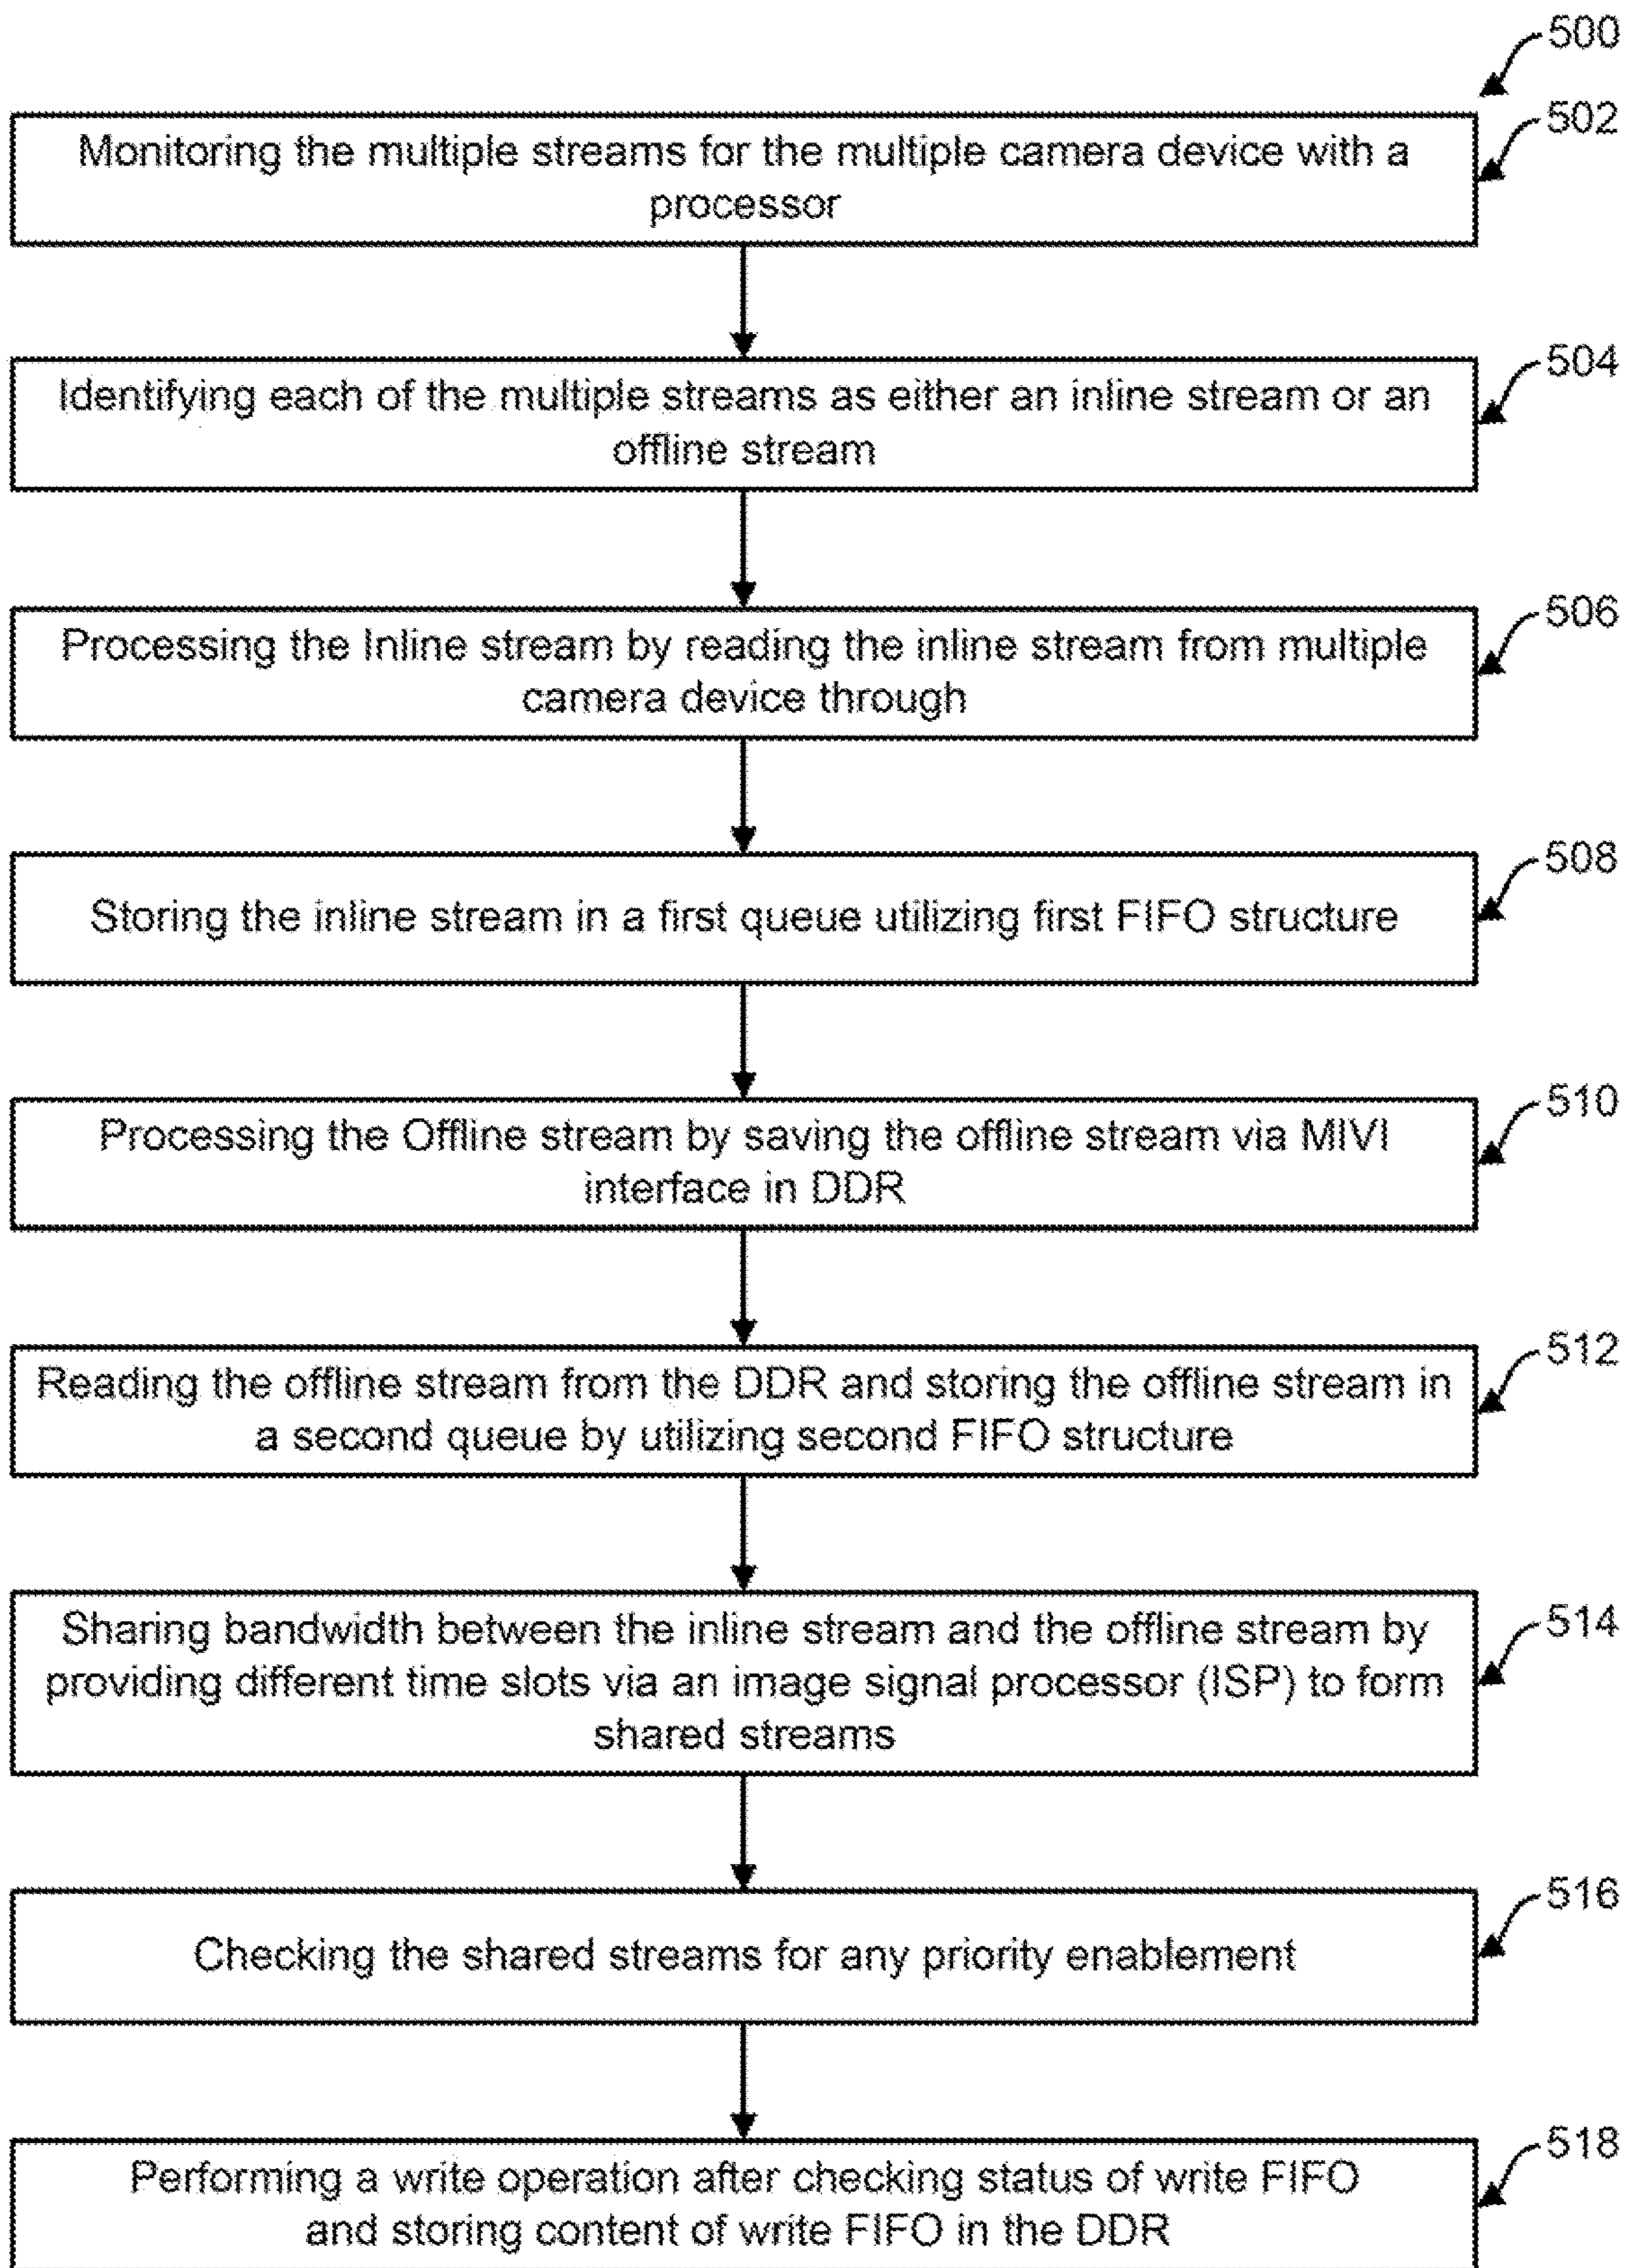 500
502
Monitoring the multiple streams for the multiple camera device with a
processor
504
Identifying each of the multiple streams as either an inline stream or an
offline stream
506
Processing the Inline stream by reading the inline stream from multiple
camera device through
508
Storing the inline stream in a first queue utilizing first FIFO structure
510
Processing the Offline stream by saving the offline stream via MIVI
interface in DDR
512
Reading the offline stream from the DDR and storing the offline stream in
a second queue by utilizing second FIFO structure
514
Sharing bandwidth between the inline stream and the offline stream by
providing different time slots via an image signal processor (ISP) to form
shared streams
516
Checking the shared streams for any priority enablement
518
Performing a write operation after checking status of write FIFO
and storing content of write FIFO in the DDR